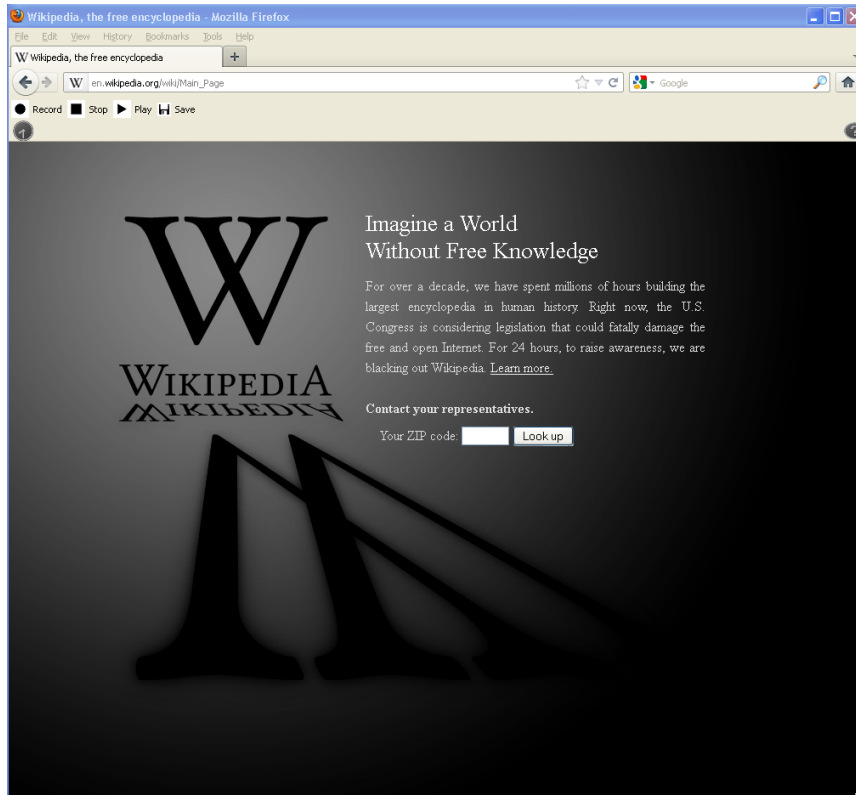 Wikipedia, the free encyclopedia - Mozilla Firefox
File Edit View History Bookmarks Tools Help
W Wikipedia, the free encyclopedia +
W en.wikipedia.org/wiki/Main_Page Google
Record Stop Play Save
W
Imagine a World
Without Free Knowledge
For over a decade, we have spent millions of hours building the
largest encyclopedia in human history. Right now, the U.S.
Congress is considering legislation that could fatally damage the
free and open Internet. For 24 hours, to raise awareness, we are
blacking out Wikipedia. Learn more.
WIKIPEDIA
Contact your representatives.
Your ZIP code: Look up